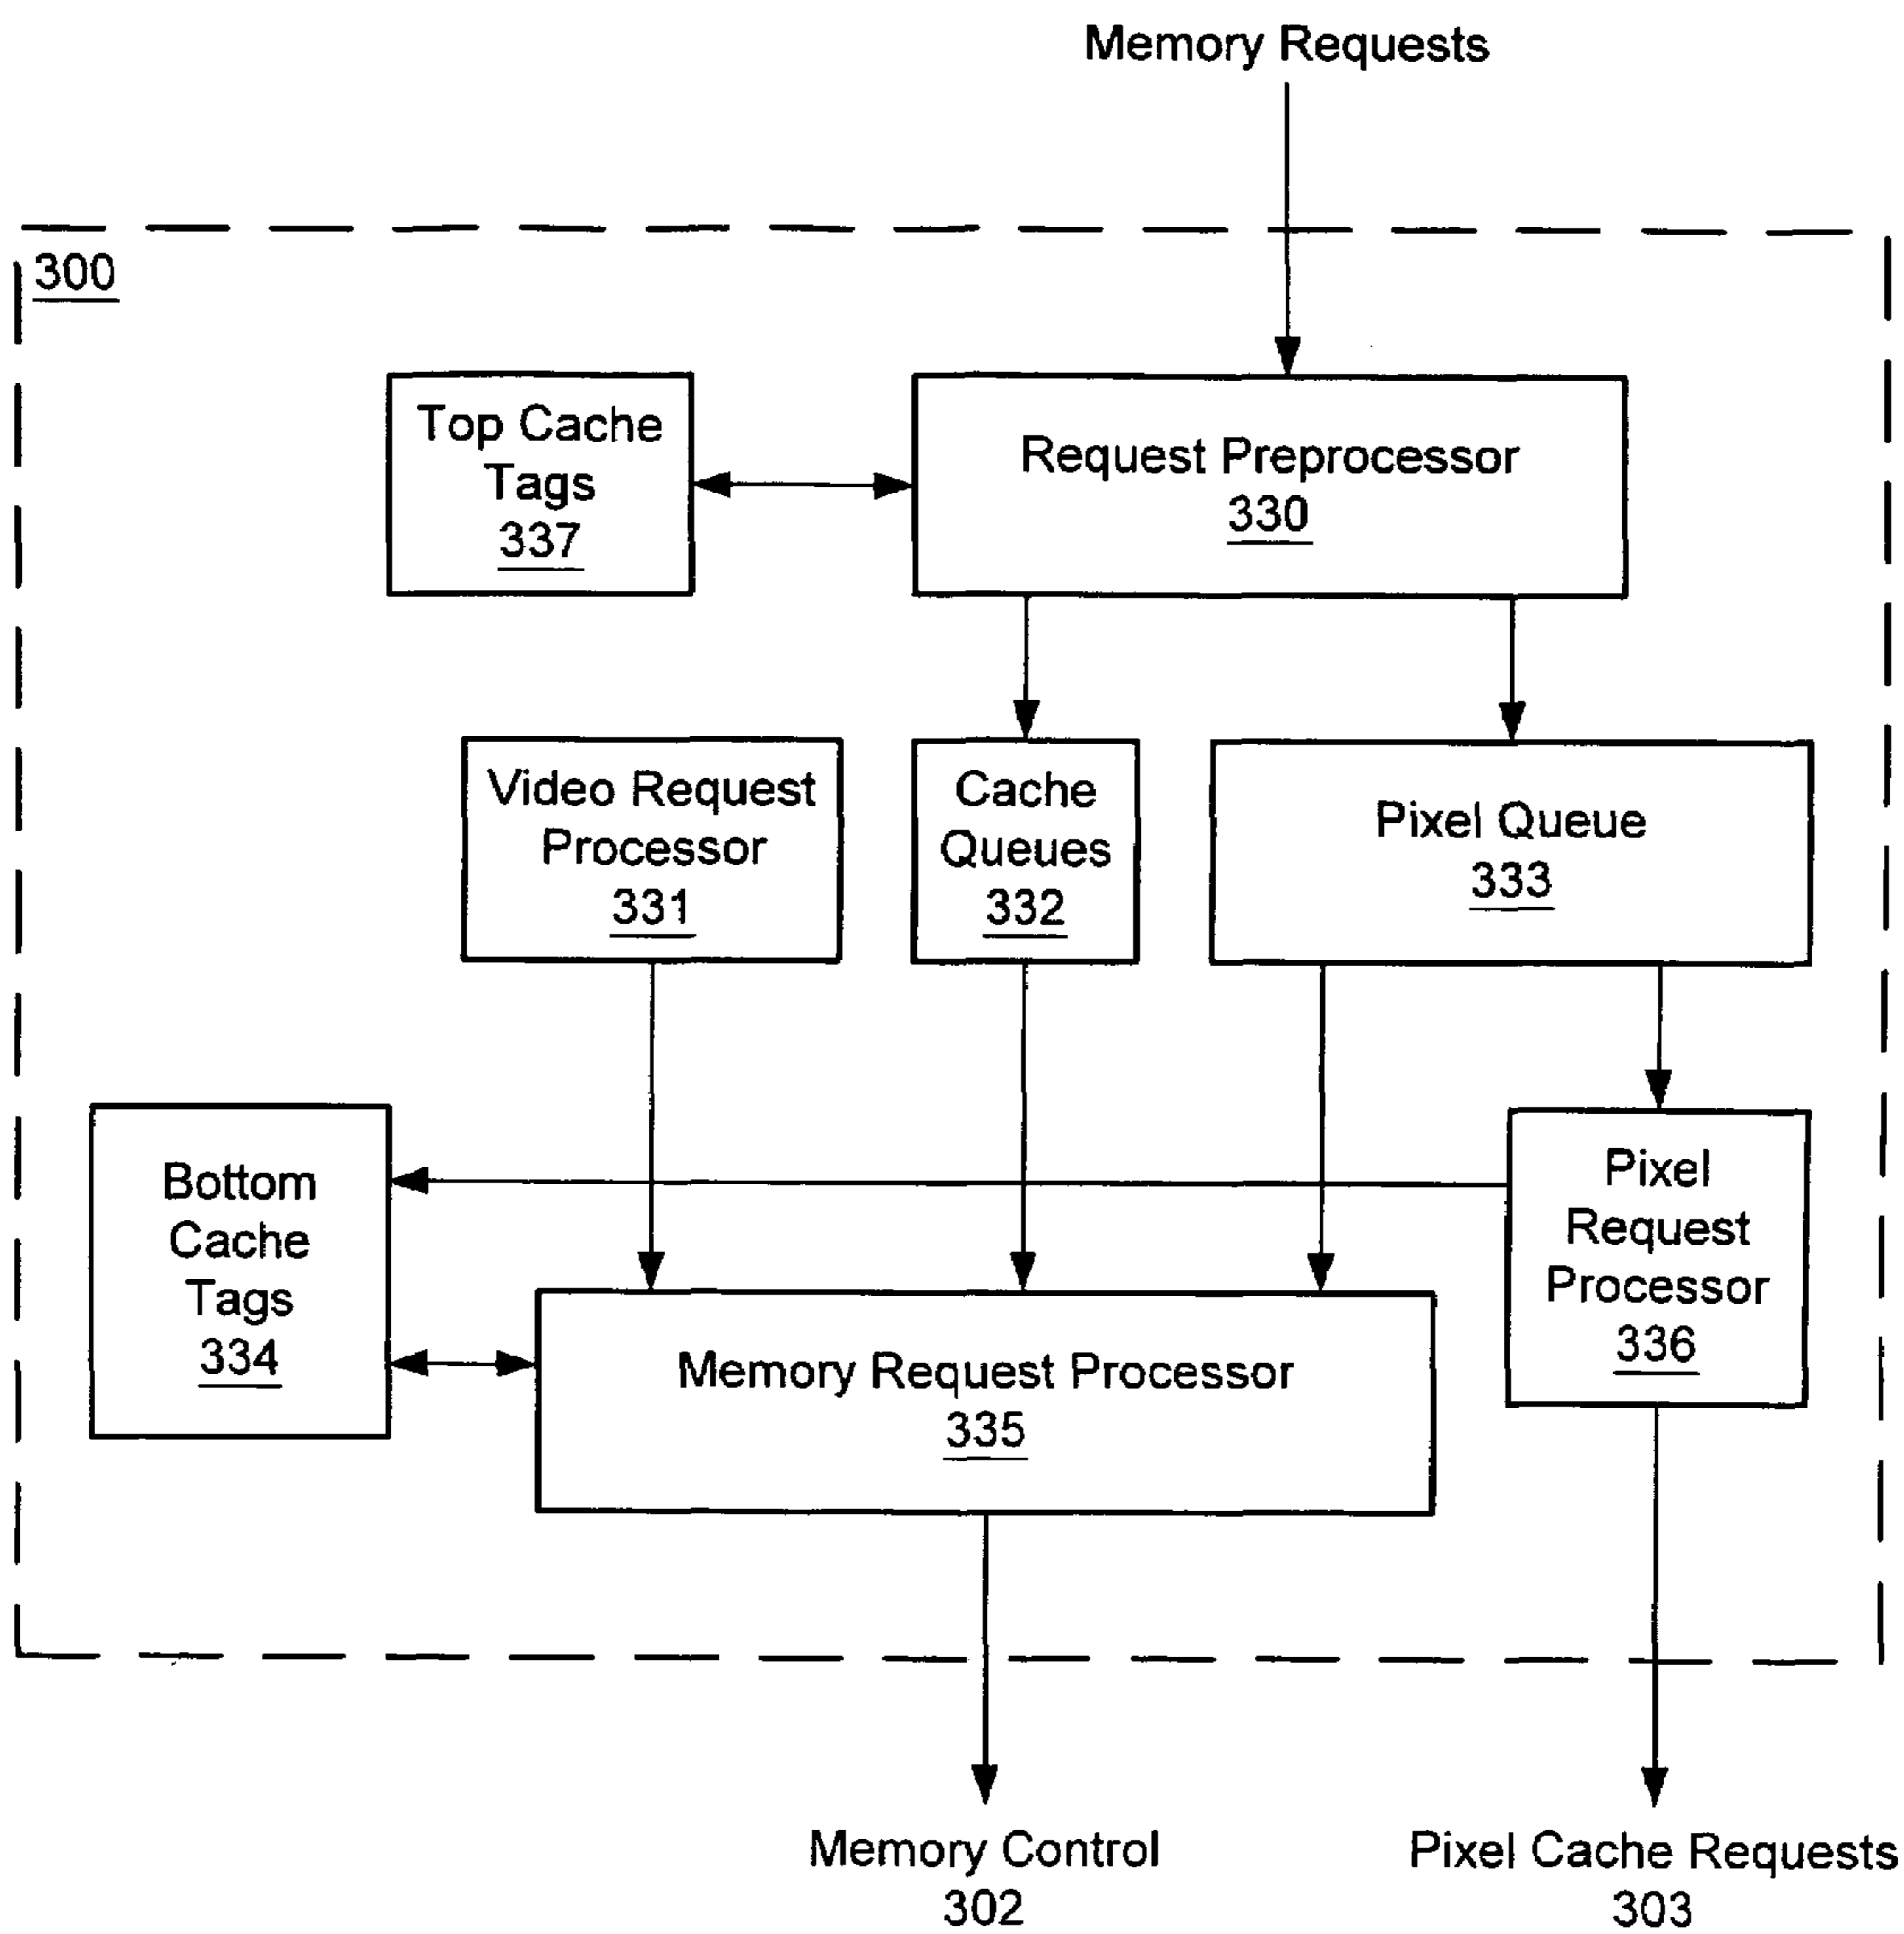 Memory Requests
300
Top Cache
Tags
337
Request Preprocessor
330
Video Request
Processor
331
Cache
Queues
332
Pixel Queue
333
Bottom
Cache
Tags
334
Memory Request Processor
335
Pixel
Request
Processor
336
Memory Control
302
Pixel Cache Requests
303